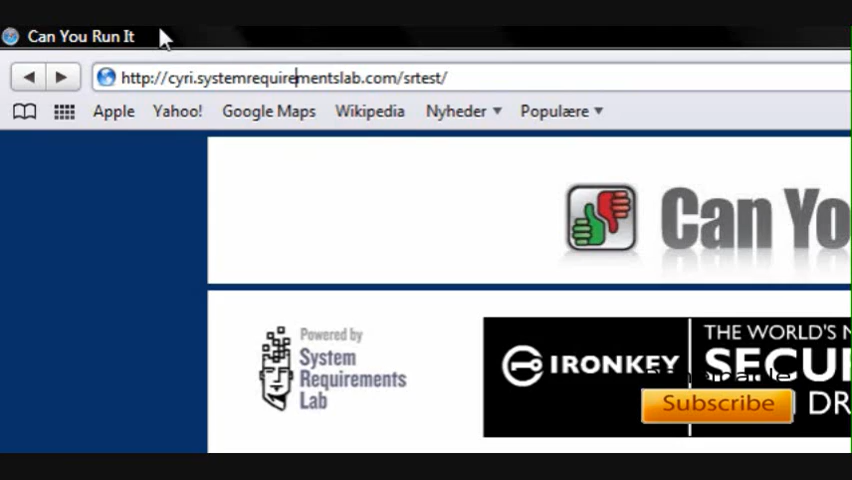 Can You Run It
http://cyri.systemrequirementslab.com/srtest/
Apple Yahoo! Google Maps Wikipedia Nyheder Populære
Can Yo
Powered by
System
Requirements
Lab
IRONKEY
THE WORLD'S
SECU
DR
Subscribe